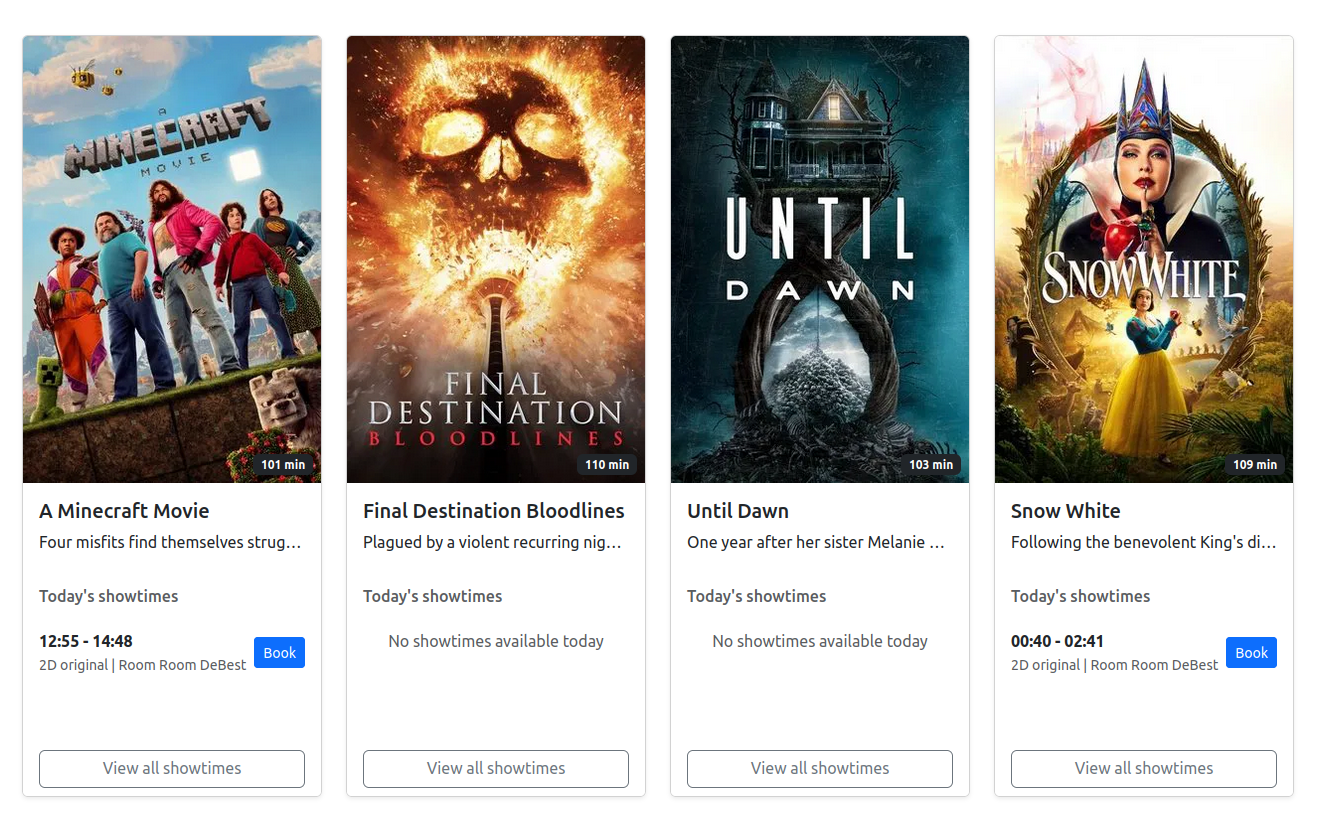 A
MINECRAFT
MOVIE
101 min
A Minecraft Movie
Four misfits find themselves strug...
Today's showtimes
12:55 - 14:48
2D original | Room Room DeBest
Book
View all showtimes
FINAL
DESTINATION
BLOODLINES
110 min
Final Destination Bloodlines
Plagued by a violent recurring nig...
Today's showtimes
No showtimes available today
View all showtimes
UNTIL
DAWN
103 min
Until Dawn
One year after her sister Melanie ...
Today's showtimes
No showtimes available today
View all showtimes
SNOW WHITE
109 min
Snow White
Following the benevolent King's di...
Today's showtimes
00:40 - 02:41
2D original | Room Room DeBest
Book
View all showtimes